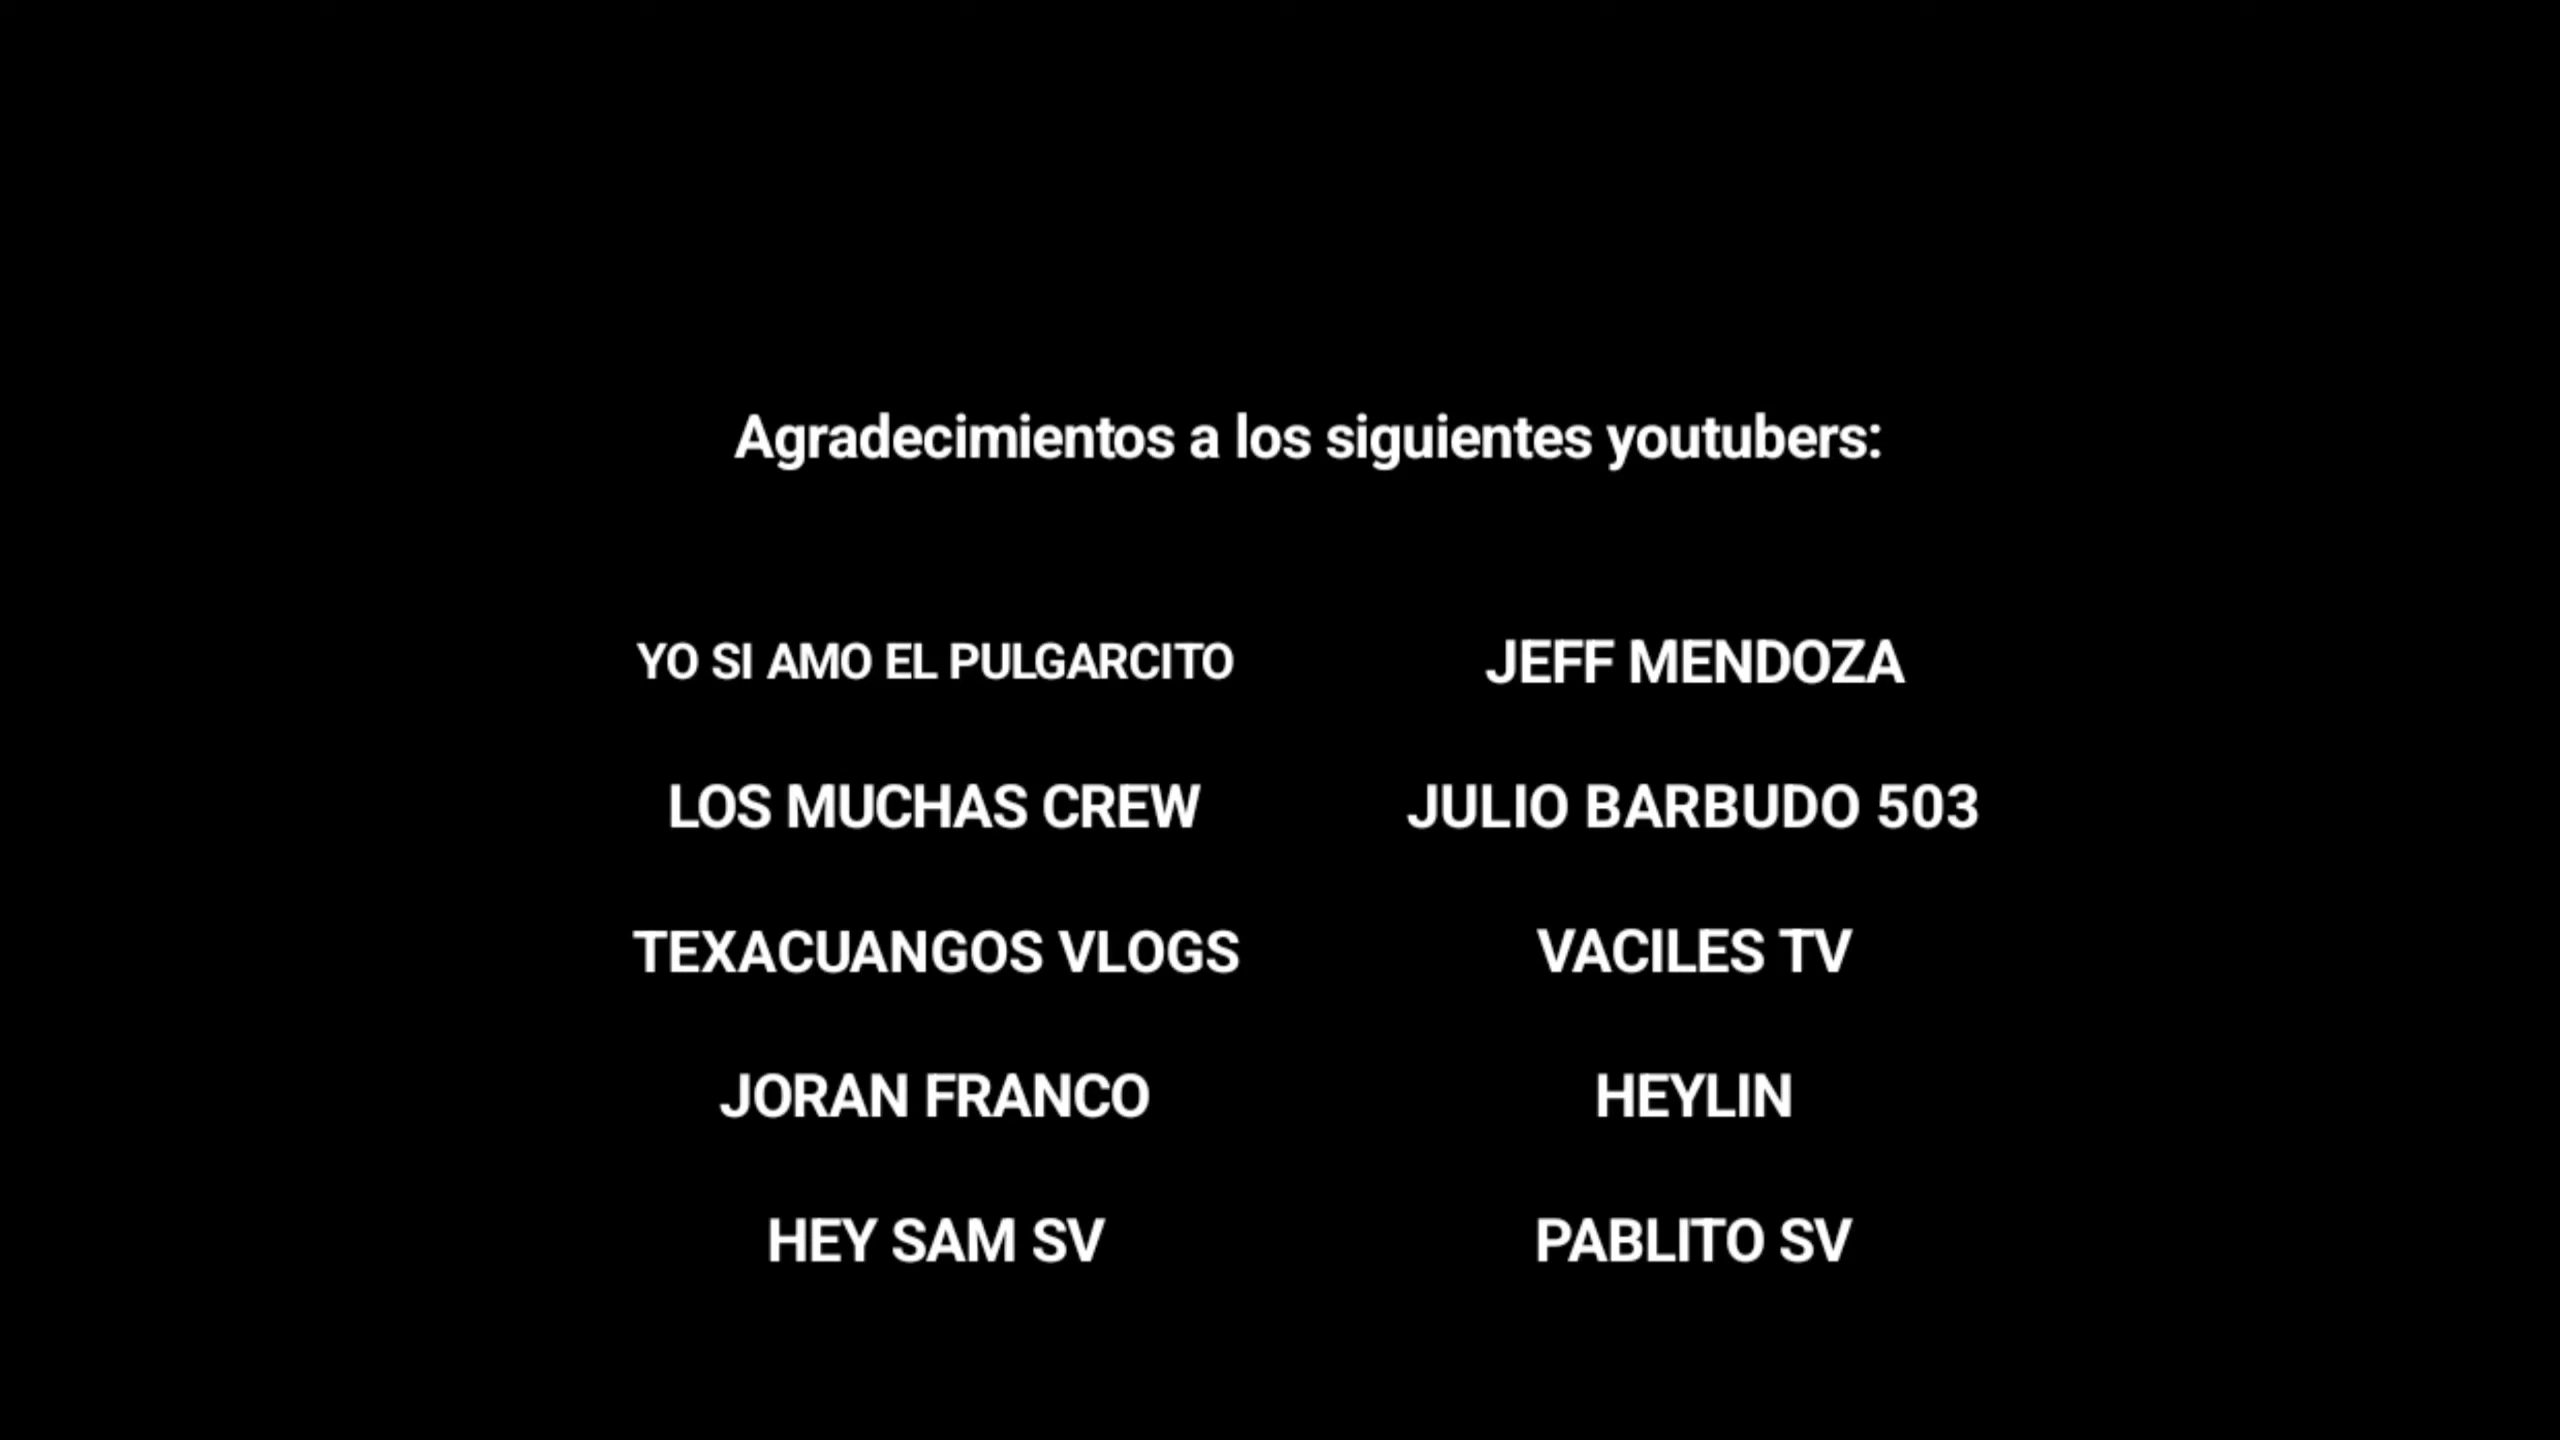 Agradecimientos a los siguientes youtubers:
YO SI AMO EL PULGARCITO
JEFF MENDOZA
LOS MUCHAS CREW
JULIO BARBUDO 503
TEXACUANGOS VLOGS
VACILES TV
JORAN FRANCO
HEYLIN
HEY SAM SV
PABLITO SV